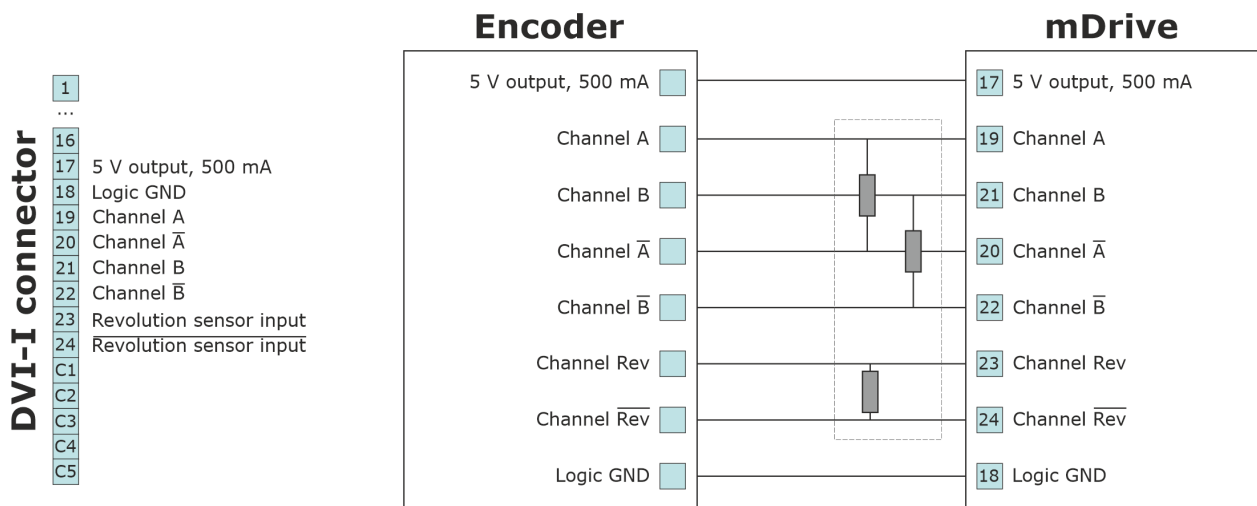 DVI-I connector
1
...
16
17 5 V output, 500 mA
18 Logic GND
19 Channel A
20 Channel A̅
21 Channel B
22 Channel B̅
23 Revolution sensor input
24 R̅e̅v̅o̅l̅u̅t̅i̅o̅n̅ ̅s̅e̅n̅s̅o̅r̅ ̅i̅n̅p̅u̅t̅
C1
C2
C3
C4
C5
Encoder
5 V output, 500 mA
Channel A
Channel B
Channel A̅
Channel B̅
Channel Rev
Channel R̅e̅v̅
Logic GND
mDrive
17 5 V output, 500 mA
19 Channel A
21 Channel B
20 Channel A̅
22 Channel B̅
23 Channel Rev
24 Channel R̅e̅v̅
18 Logic GND